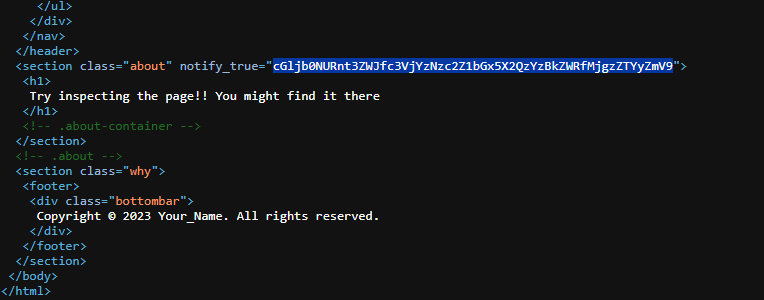 </ul>
</div>
</nav>
</header>
<section class="about" notify_true="cGljb0NURnt3ZWJfc3VjYzNzc2Z1bGx5X2QzYzBkZWRfMjgzZTYyZmV9">
<h1>
Try inspecting the page!! You might find it there
</h1>
<!-- .about-container -->
</section>
<!-- .about -->
<section class="why">
<footer>
<div class="bottombar">
Copyright © 2023 Your_Name. All rights reserved.
</div>
</footer>
</section>
</body>
</html>